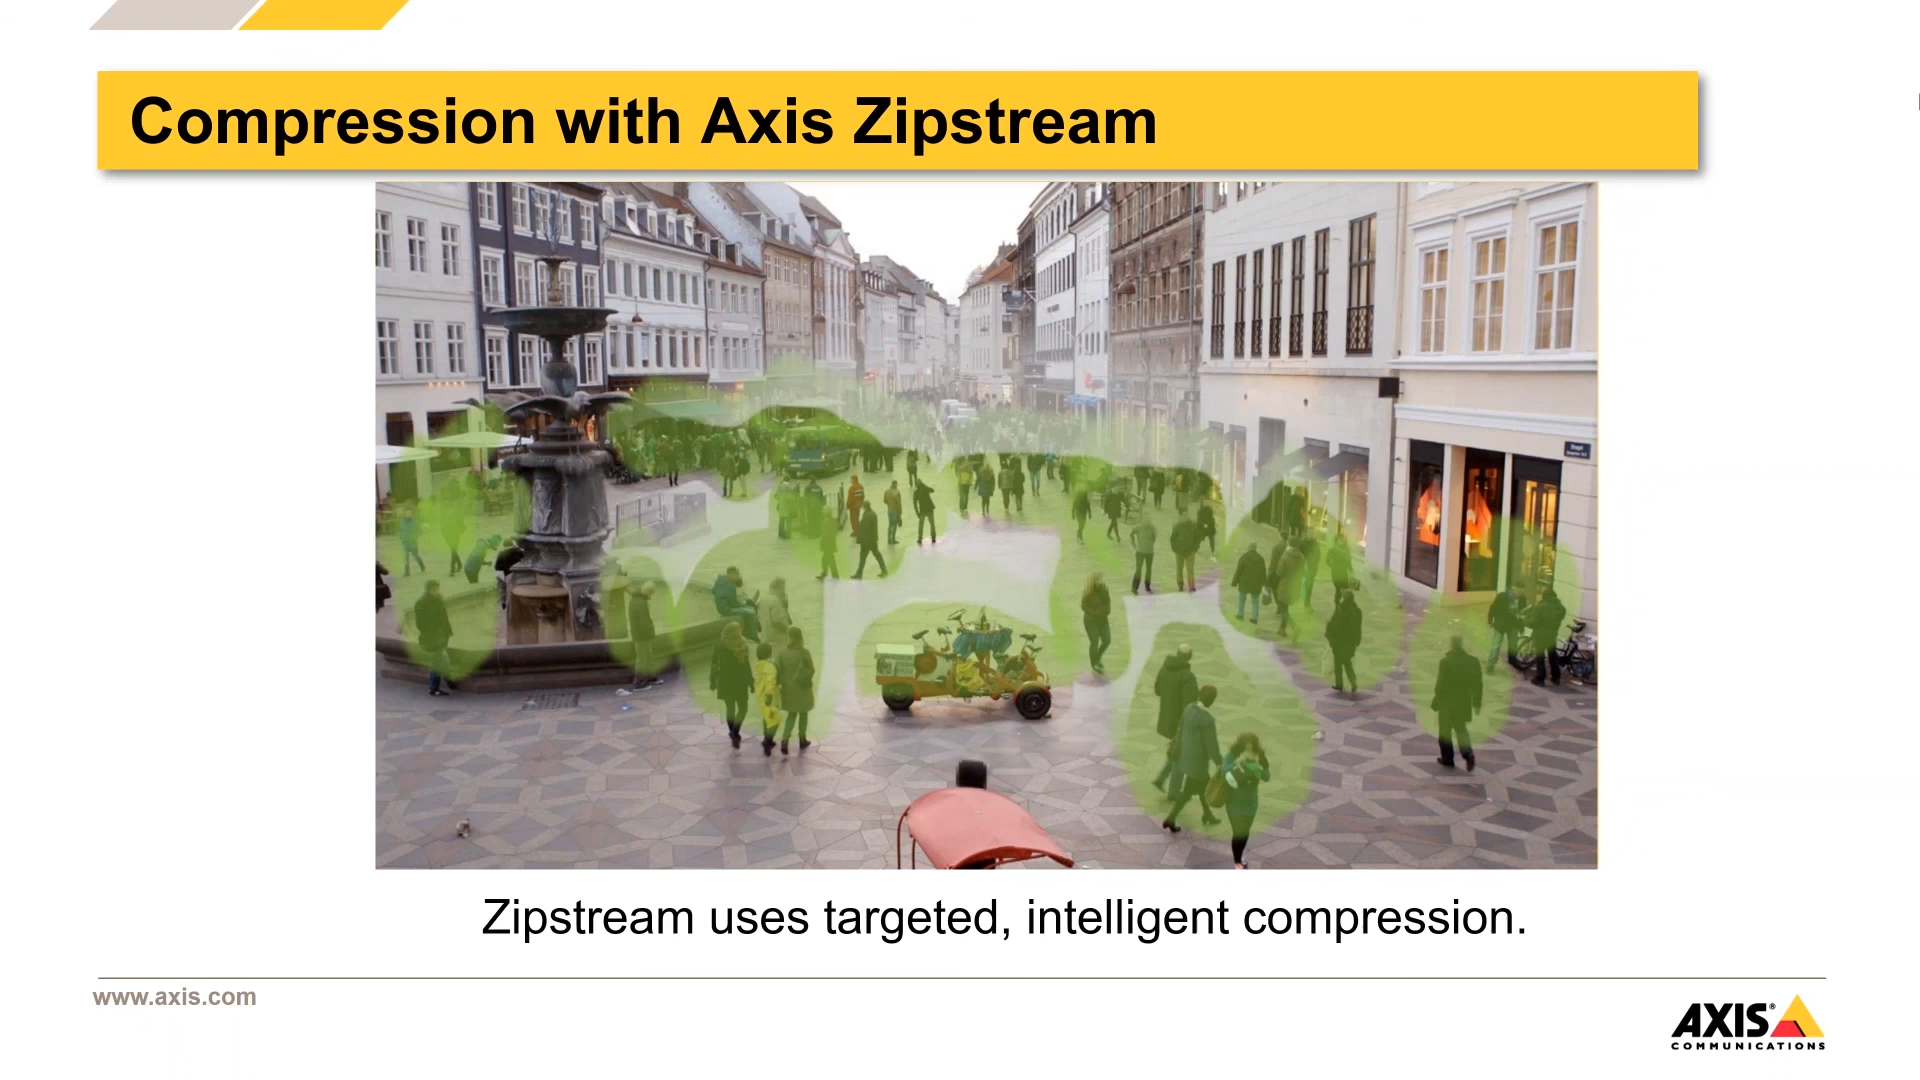 Compression with Axis Zipstream
Zipstream uses targeted, intelligent compression.
www.axis.com
AXIS
COMMUNICATIONS